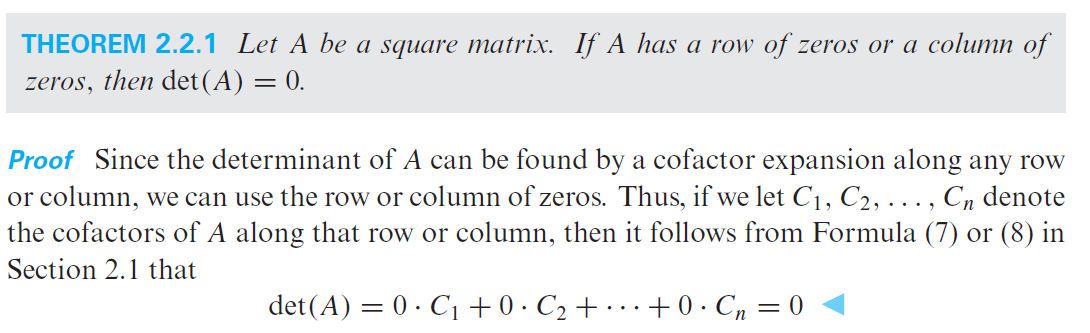 THEOREM 2.2.1 Let A be a square matrix. If A has a row of zeros or a column of
zeros, then det(A) = 0.
Proof Since the determinant of A can be found by a cofactor expansion along any row
or column, we can use the row or column of zeros. Thus, if we let C₁, C₂, . . . , Cₙ denote
the cofactors of A along that row or column, then it follows from Formula (7) or (8) in
Section 2.1 that
det(A) = 0 · C₁ + 0 · C₂ + · · · + 0 · Cₙ = 0 ◀